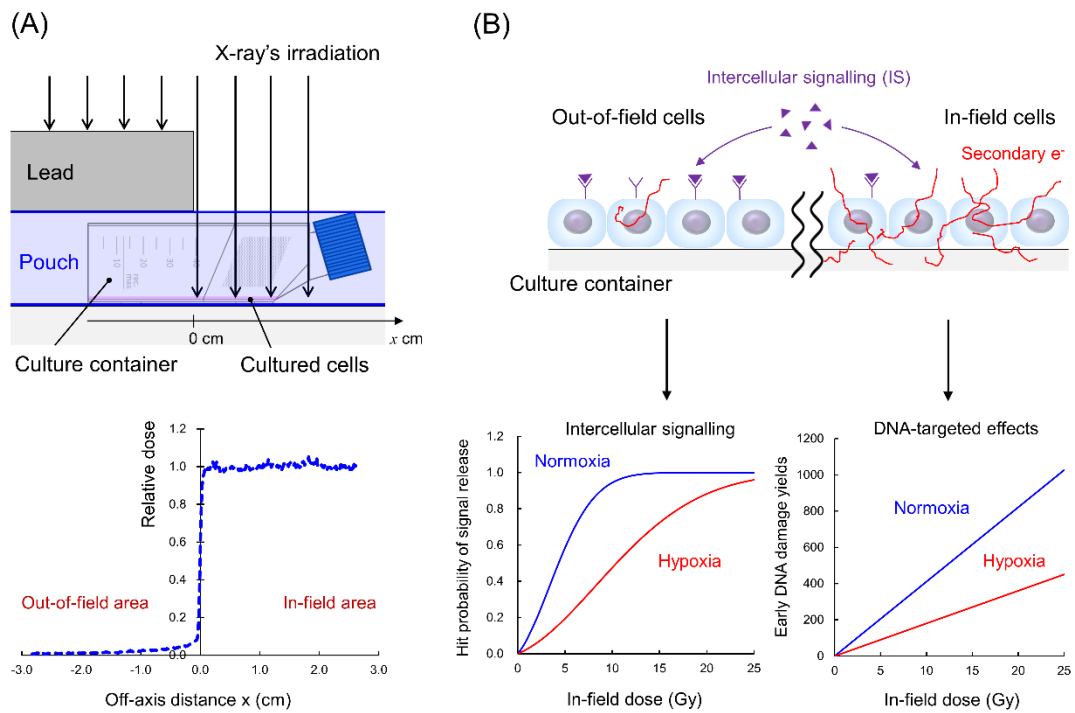 (A)
X-ray's irradiation
Lead
Pouch
10
20
30
40
0 cm
x cm
Culture container
Cultured cells
Relative dose
1.2
1.0
0.8
0.6
0.4
0.2
0.0
Out-of-field area
In-field area
-3.0
-2.0
-1.0
0.0
1.0
2.0
3.0
Off-axis distance x (cm)
(B)
Intercellular signalling (IS)
Out-of-field cells
In-field cells
Secondary e-
Culture container
Intercellular signalling
Hit probability of signal release
1.2
1.0
0.8
0.6
0.4
0.2
0.0
Normoxia
Hypoxia
0
5
10
15
20
25
In-field dose (Gy)
DNA-targeted effects
Early DNA damage yields
1200
1000
800
600
400
200
0
Normoxia
Hypoxia
0
5
10
15
20
25
In-field dose (Gy)